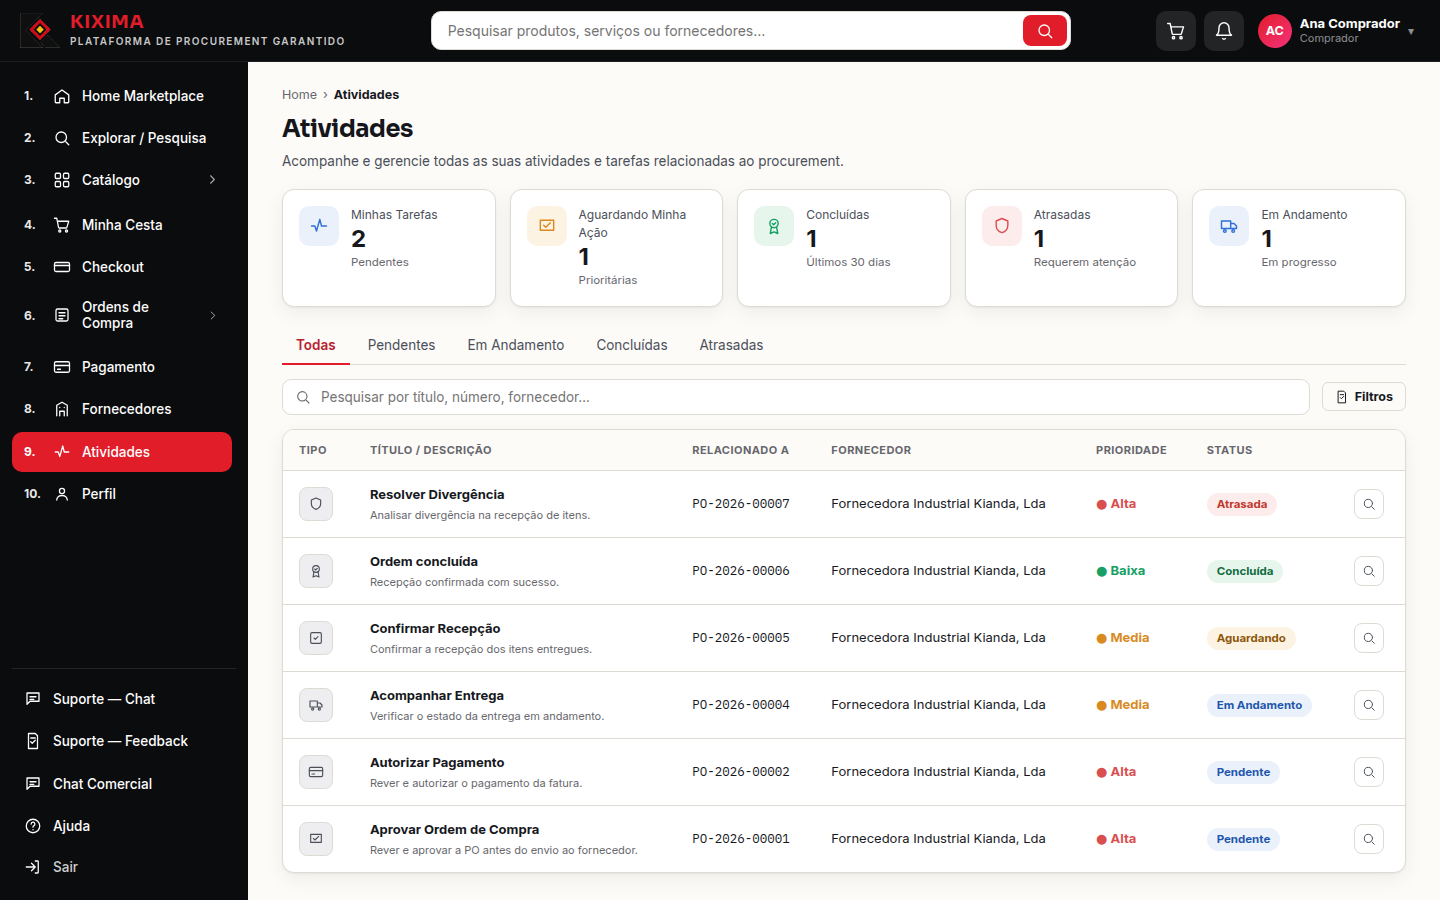 KIXIMA
PLATAFORMA DE PROCUREMENT GARANTIDO
Pesquisar produtos, serviços ou fornecedores...
AC
Ana Comprador
Comprador
1. Home Marketplace
2. Explorar / Pesquisa
3. Catálogo
4. Minha Cesta
5. Checkout
6. Ordens de
Compra
7. Pagamento
8. Fornecedores
9. Atividades
10. Perfil
Suporte — Chat
Suporte — Feedback
Chat Comercial
Ajuda
Sair
Home › Atividades
Atividades
Acompanhe e gerencie todas as suas atividades e tarefas relacionadas ao procurement.
Minhas Tarefas
2
Pendentes
Aguardando Minha
Ação
1
Prioritárias
Concluídas
1
Últimos 30 dias
Atrasadas
1
Requerem atenção
Em Andamento
1
Em progresso
Todas Pendentes Em Andamento Concluídas Atrasadas
Pesquisar por título, número, fornecedor...
Filtros
TIPO TÍTULO / DESCRIÇÃO RELACIONADO A FORNECEDOR PRIORIDADE STATUS
Resolver Divergência
Analisar divergência na recepção de itens.
PO-2026-00007 Fornecedora Industrial Kianda, Lda Alta Atrasada
Ordem concluída
Recepção confirmada com sucesso.
PO-2026-00006 Fornecedora Industrial Kianda, Lda Baixa Concluída
Confirmar Recepção
Confirmar a recepção dos itens entregues.
PO-2026-00005 Fornecedora Industrial Kianda, Lda Media Aguardando
Acompanhar Entrega
Verificar o estado da entrega em andamento.
PO-2026-00004 Fornecedora Industrial Kianda, Lda Media Em Andamento
Autorizar Pagamento
Rever e autorizar o pagamento da fatura.
PO-2026-00002 Fornecedora Industrial Kianda, Lda Alta Pendente
Aprovar Ordem de Compra
Rever e aprovar a PO antes do envio ao fornecedor.
PO-2026-00001 Fornecedora Industrial Kianda, Lda Alta Pendente